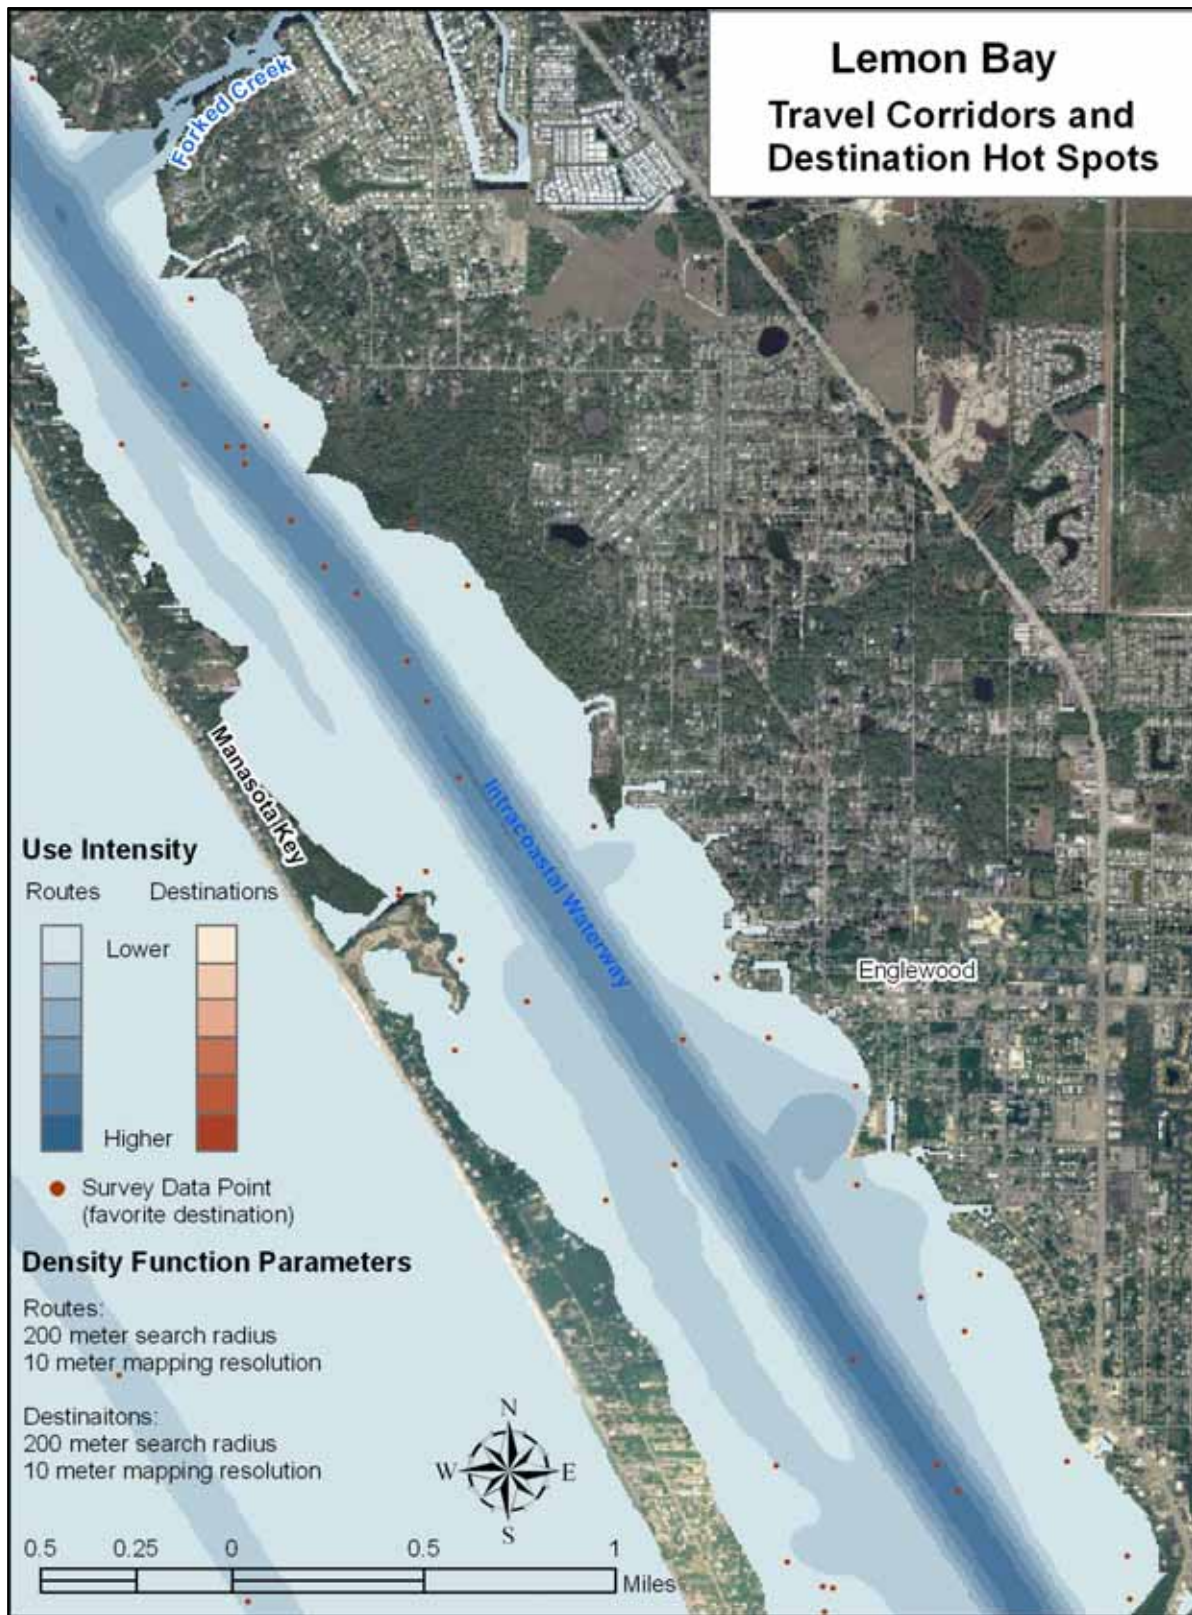 Lemon Bay
Travel Corridors and
Destination Hot Spots
Forked Creek
Manasota Key
Intracoastal Waterway
Englewood
Use Intensity
Routes Destinations
Lower
Higher
Survey Data Point
(favorite destination)
Density Function Parameters
Routes:
200 meter search radius
10 meter mapping resolution
Destinaitons:
200 meter search radius
10 meter mapping resolution
N
W E
S
0.5 0.25 0 0.5 1
Miles